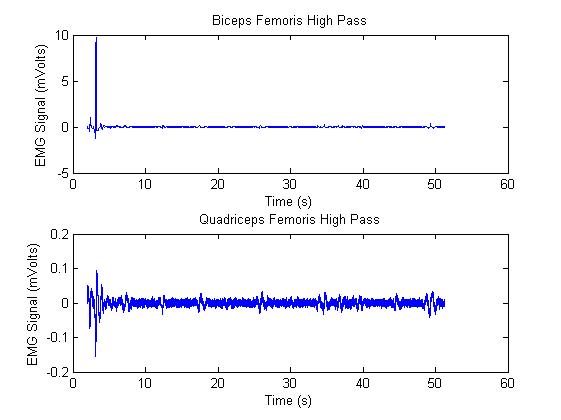 Biceps Femoris High Pass
10
5
0
-5
EMG Signal (mVolts)
0 10 20 30 40 50 60
Time (s)
Quadriceps Femoris High Pass
0.2
0.1
0
-0.1
-0.2
EMG Signal (mVolts)
0 10 20 30 40 50 60
Time (s)